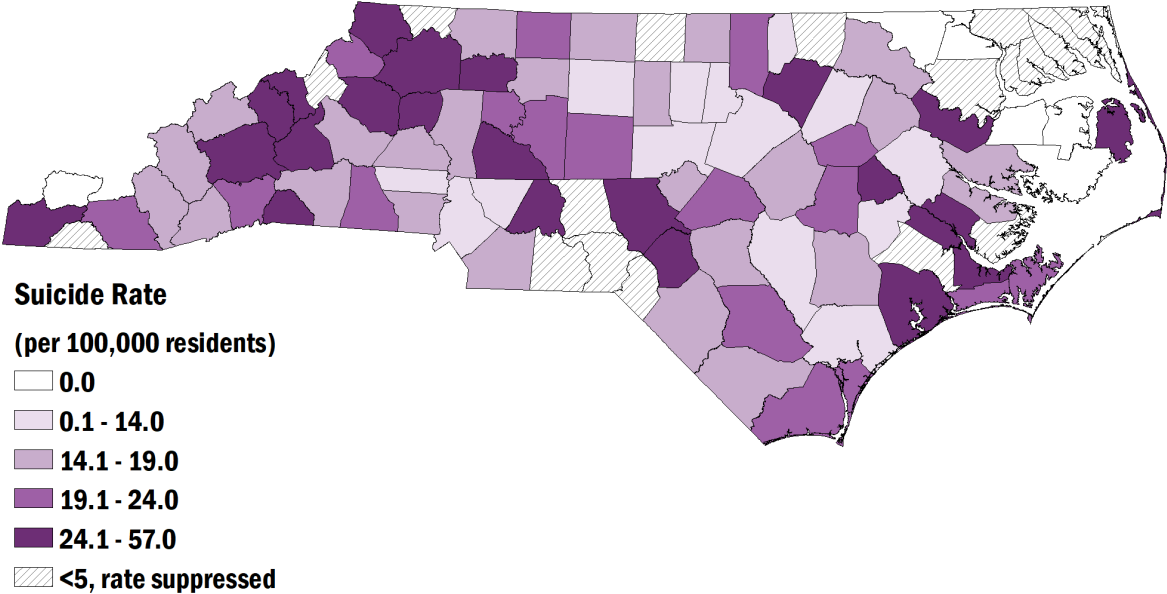 Suicide Rate
(per 100,000 residents)
0.0
0.1 - 14.0
14.1 - 19.0
19.1 - 24.0
24.1 - 57.0
<5, rate suppressed